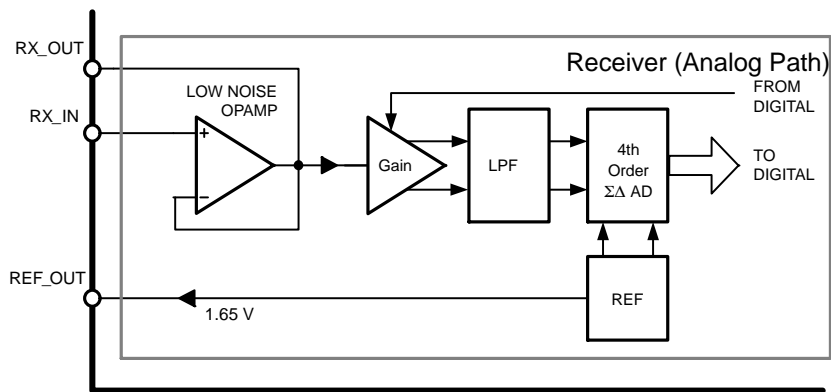 RX_OUT
Receiver (Analog Path)
LOW NOISE
OPAMP
FROM
DIGITAL
RX_IN
+
−
Gain
LPF
4th
Order
ΣΔ AD
TO
DIGITAL
REF_OUT
1.65 V
REF